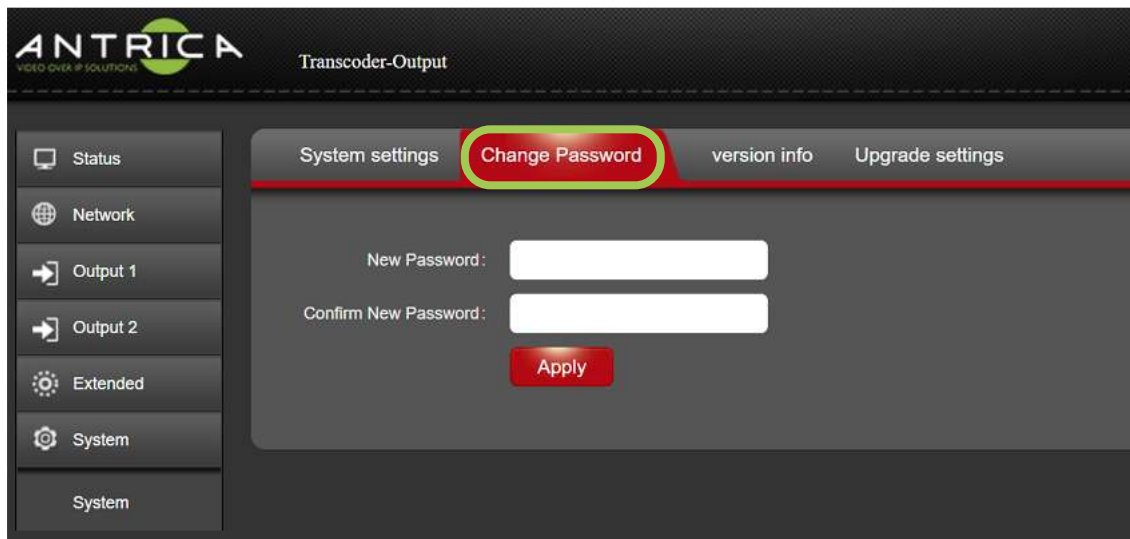 ANTRICA
VIDEO OVER IP SOLUTIONS
Transcoder-Output
Status
Network
Output 1
Output 2
Extended
System
System
System settings Change Password version info Upgrade settings
New Password:
Confirm New Password:
Apply